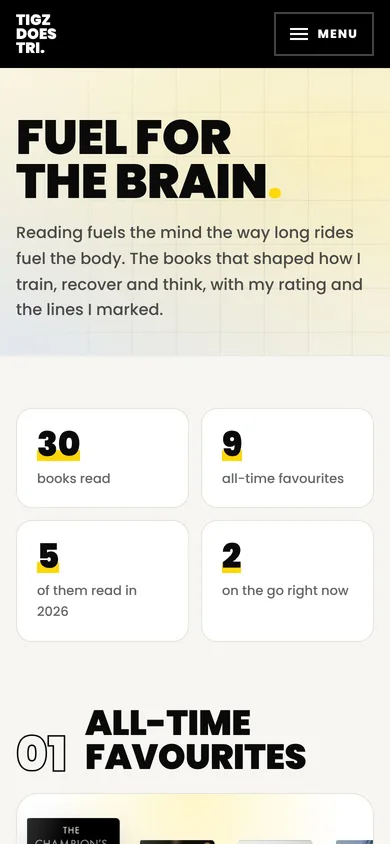 TIGZ
DOES
TRI.
MENU
FUEL FOR
THE BRAIN.
Reading fuels the mind the way long rides
fuel the body. The books that shaped how I
train, recover and think, with my rating and
the lines I marked.
30
books read
9
all-time favourites
5
of them read in
2026
2
on the go right now
01
ALL-TIME
FAVOURITES
THE
CHAMPION'S